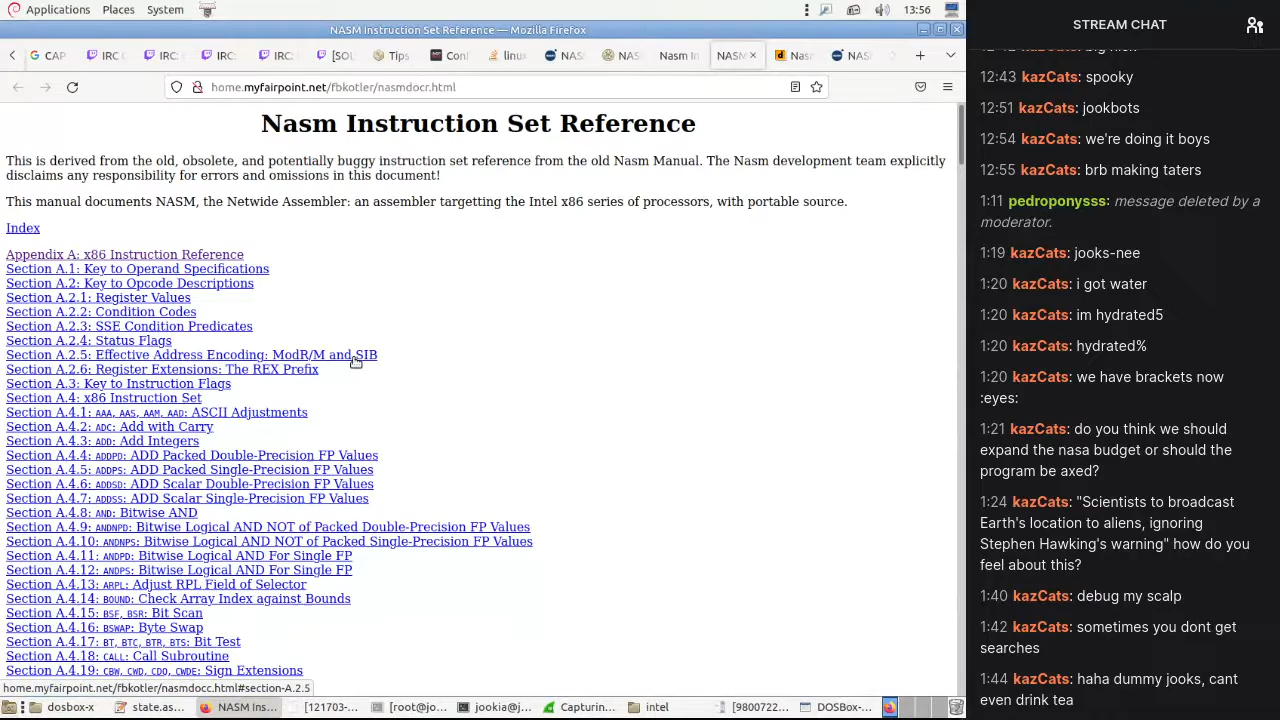 Applications Places System 13:56
NASM Instruction Set Reference — Mozilla Firefox
CAP IRC IRC: IRC: IRC: [SOL Tips Conf linux NASM NASM Nasm In NASM Nasm NASM
home.myfairpoint.net/fbkotler/nasmdocr.html
Nasm Instruction Set Reference
This is derived from the old, obsolete, and potentially buggy instruction set reference from the old Nasm Manual. The Nasm development team explicitly
disclaims any responsibility for errors and omissions in this document!
This manual documents NASM, the Netwide Assembler: an assembler targetting the Intel x86 series of processors, with portable source.
Index
Appendix A: x86 Instruction Reference
Section A.1: Key to Operand Specifications
Section A.2: Key to Opcode Descriptions
Section A.2.1: Register Values
Section A.2.2: Condition Codes
Section A.2.3: SSE Condition Predicates
Section A.2.4: Status Flags
Section A.2.5: Effective Address Encoding: ModR/M and SIB
Section A.2.6: Register Extensions: The REX Prefix
Section A.3: Key to Instruction Flags
Section A.4: x86 Instruction Set
Section A.4.1: AAA, AAS, AAM, AAD: ASCII Adjustments
Section A.4.2: ADC: Add with Carry
Section A.4.3: ADD: Add Integers
Section A.4.4: ADDPD: ADD Packed Double-Precision FP Values
Section A.4.5: ADDPS: ADD Packed Single-Precision FP Values
Section A.4.6: ADDSD: ADD Scalar Double-Precision FP Values
Section A.4.7: ADDSS: ADD Scalar Single-Precision FP Values
Section A.4.8: AND: Bitwise AND
Section A.4.9: ANDNPD: Bitwise Logical AND NOT of Packed Double-Precision FP Values
Section A.4.10: ANDNPS: Bitwise Logical AND NOT of Packed Single-Precision FP Values
Section A.4.11: ANDPD: Bitwise Logical AND For Single FP
Section A.4.12: ANDPS: Bitwise Logical AND For Single FP
Section A.4.13: ARPL: Adjust RPL Field of Selector
Section A.4.14: BOUND: Check Array Index against Bounds
Section A.4.15: BSF, BSR: Bit Scan
Section A.4.16: BSWAP: Byte Swap
Section A.4.17: BT, BTC, BTR, BTS: Bit Test
Section A.4.18: CALL: Call Subroutine
Section A.4.19: CBW, CWD, CDQ, CWDE: Sign Extensions
home.myfairpoint.net/fbkotler/nasmdocc.html#section-A.2.5
dosbox-x state.as... NASM Ins... [121703-... [root@jo... jookia@j... Capturin... intel [9800722... DOSBox-...
STREAM CHAT
12:43 kazCats: spooky
12:51 kazCats: jookbots
12:54 kazCats: we're doing it boys
12:55 kazCats: brb making taters
1:11 pedroponysss: message deleted by a
moderator.
1:19 kazCats: jooks-nee
1:20 kazCats: i got water
1:20 kazCats: im hydrated5
1:20 kazCats: hydrated%
1:20 kazCats: we have brackets now
:eyes:
1:21 kazCats: do you think we should
expand the nasa budget or should the
program be axed?
1:24 kazCats: "Scientists to broadcast
Earth's location to aliens, ignoring
Stephen Hawking's warning" how do you
feel about this?
1:40 kazCats: debug my scalp
1:42 kazCats: sometimes you dont get
searches
1:44 kazCats: haha dummy jooks, cant
even drink tea